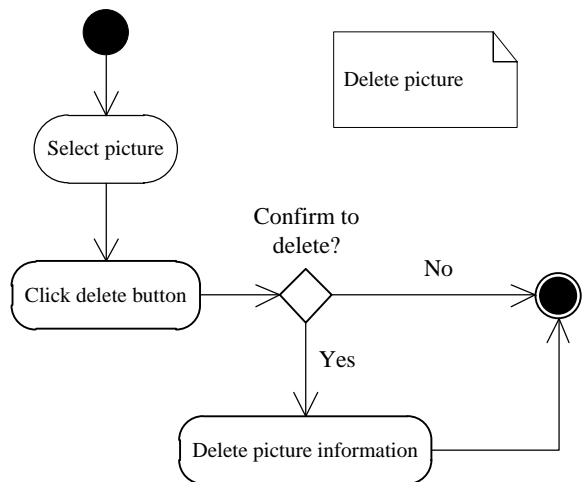 Delete picture
Select picture
Confirm to
delete?
Click delete button
No
Yes
Delete picture information